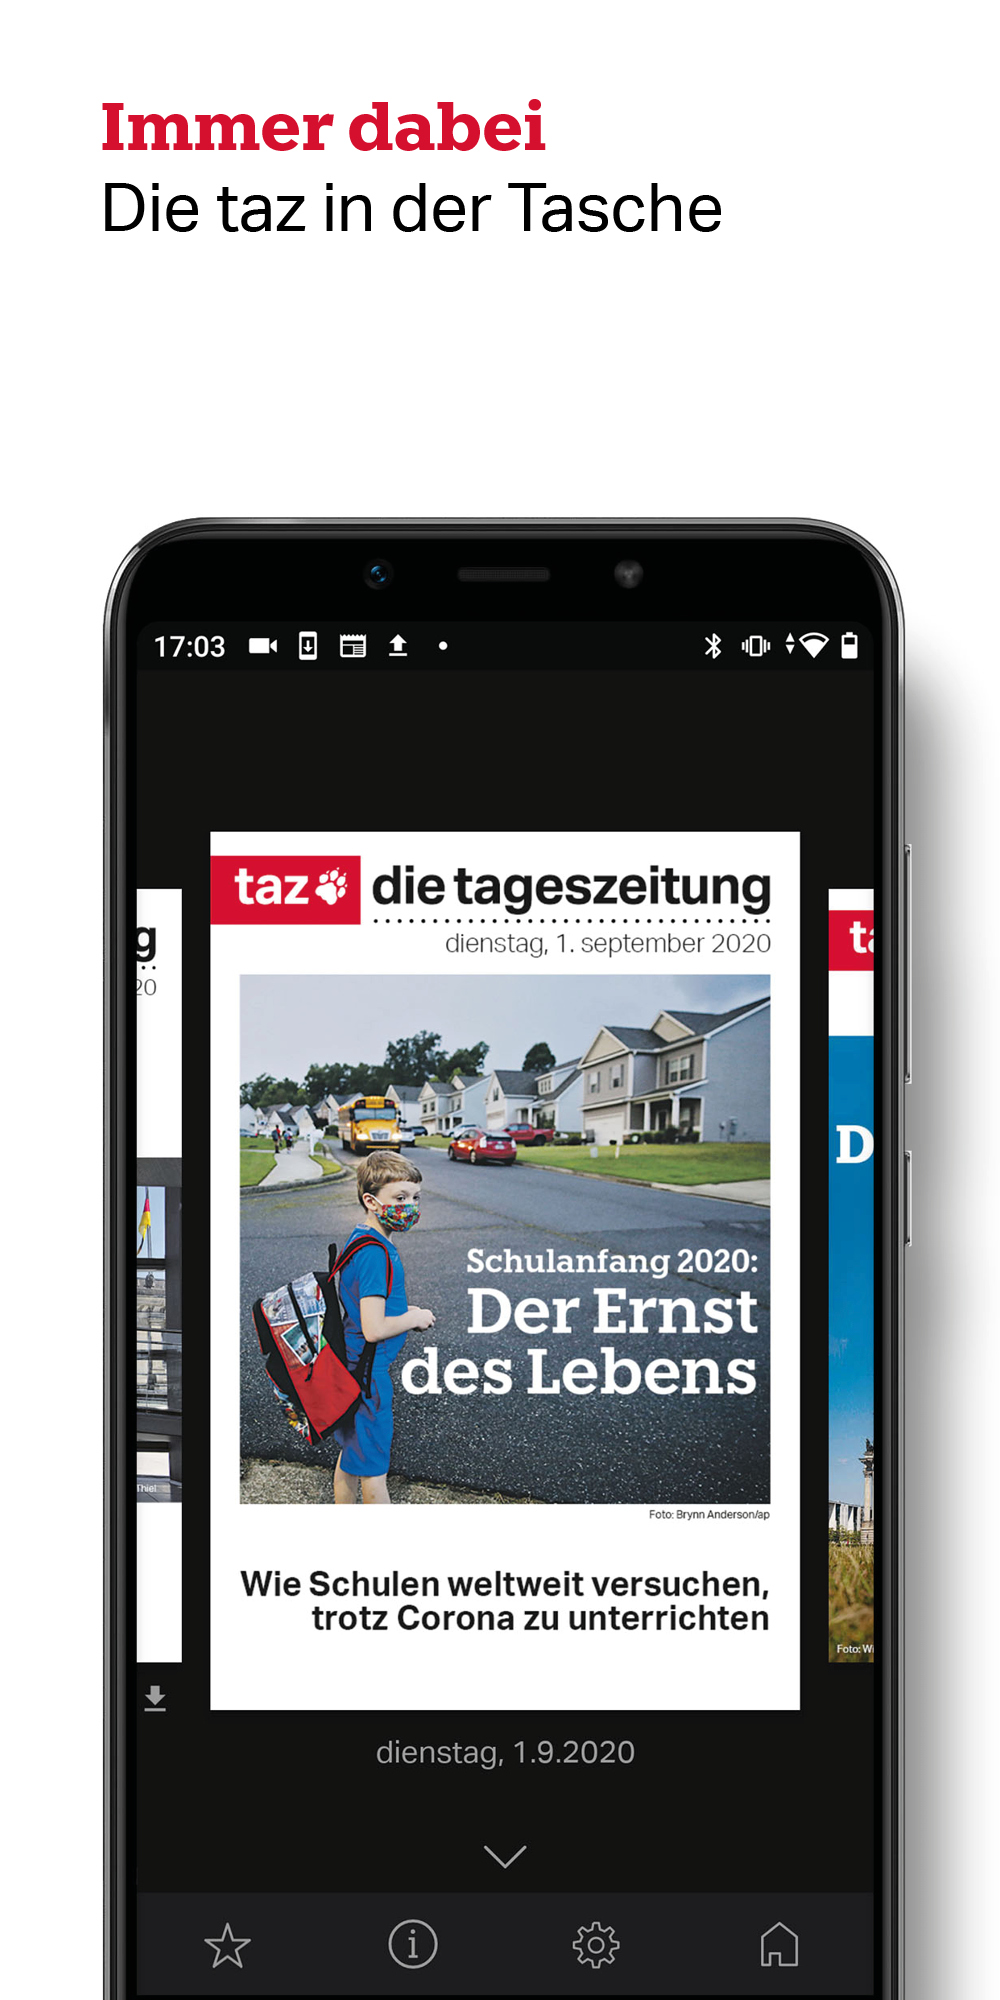 Immer dabei
Die taz in der Tasche
17:03
taz die tageszeitung
dienstag, 1. september 2020
g
20
D
Schulanfang 2020:
Der Ernst
des Lebens
Thiel
Foto: Brynn Anderson/ap
Wie Schulen weltweit versuchen,
trotz Corona zu unterrichten
Foto: Wi
dienstag, 1.9.2020